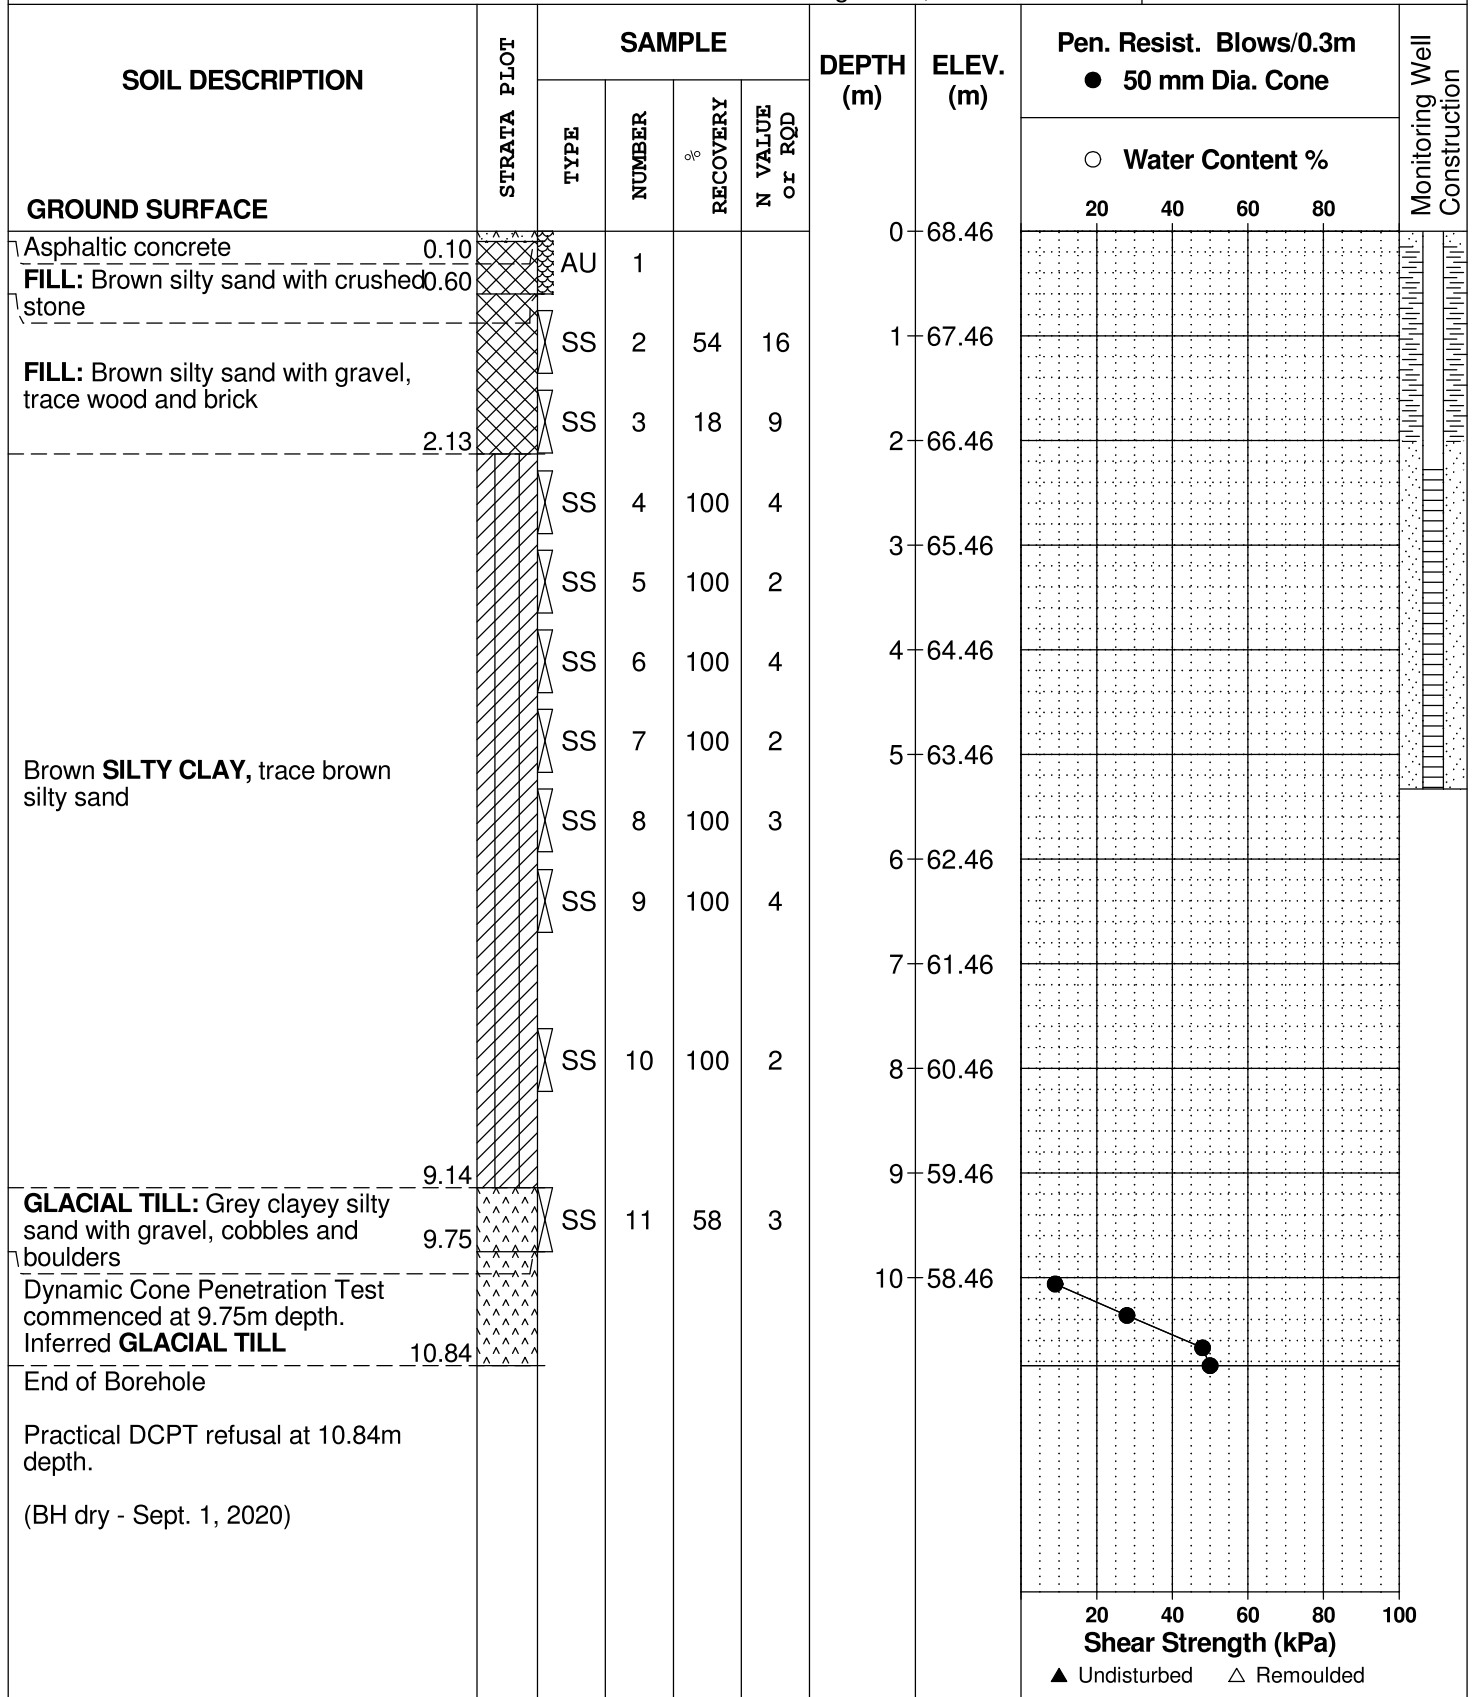 SOIL DESCRIPTION
GROUND SURFACE
STRATA PLOT
SAMPLE
TYPE
NUMBER
%
RECOVERY
N VALUE
or RQD
DEPTH
(m)
ELEV.
(m)
Pen. Resist. Blows/0.3m
● 50 mm Dia. Cone
○ Water Content %
20 40 60 80
Monitoring Well
Construction
0 68.46
Asphaltic concrete 0.10
AU 1
FILL: Brown silty sand with crushed 0.60
stone
SS 2 54 16
1 67.46
FILL: Brown silty sand with gravel,
trace wood and brick
SS 3 18 9
2.13
2 66.46
SS 4 100 4
3 65.46
SS 5 100 2
4 64.46
SS 6 100 4
SS 7 100 2
5 63.46
Brown SILTY CLAY, trace brown
silty sand
SS 8 100 3
6 62.46
SS 9 100 4
7 61.46
SS 10 100 2
8 60.46
9.14
9 59.46
GLACIAL TILL: Grey clayey silty
sand with gravel, cobbles and
boulders
9.75
SS 11 58 3
10 58.46
Dynamic Cone Penetration Test
commenced at 9.75m depth.
Inferred GLACIAL TILL
10.84
End of Borehole
Practical DCPT refusal at 10.84m
depth.
(BH dry - Sept. 1, 2020)
20 40 60 80 100
Shear Strength (kPa)
▲ Undisturbed △ Remoulded